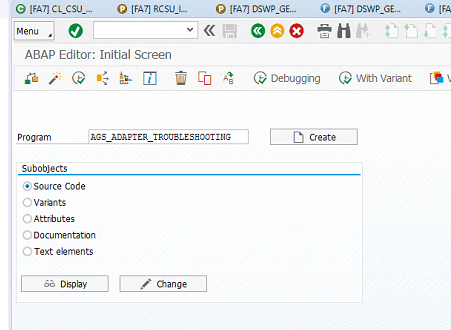 [FA7] CL_CSU_... [FA7] RCSU_I... [FA7] DSWP_GE... [FA7] DSWP_GE... [FA7]
Menu
ABAP Editor: Initial Screen
Debugging With Variant
Program AGS_ADAPTER_TROUBLESHOOTING Create
Subobjects
Source Code
Variants
Attributes
Documentation
Text elements
Display Change